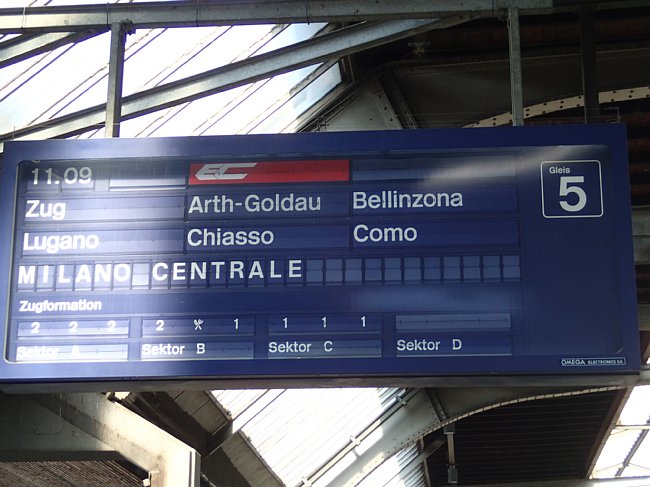 11.09 EC
Gleis 5
Zug Arth-Goldau Bellinzona
Lugano Chiasso Como
MILANO CENTRALE
Zugformation
2 2 2 2 1 1 1 1
Sektor A Sektor B Sektor C Sektor D
OMEGA ELECTRONICS SA